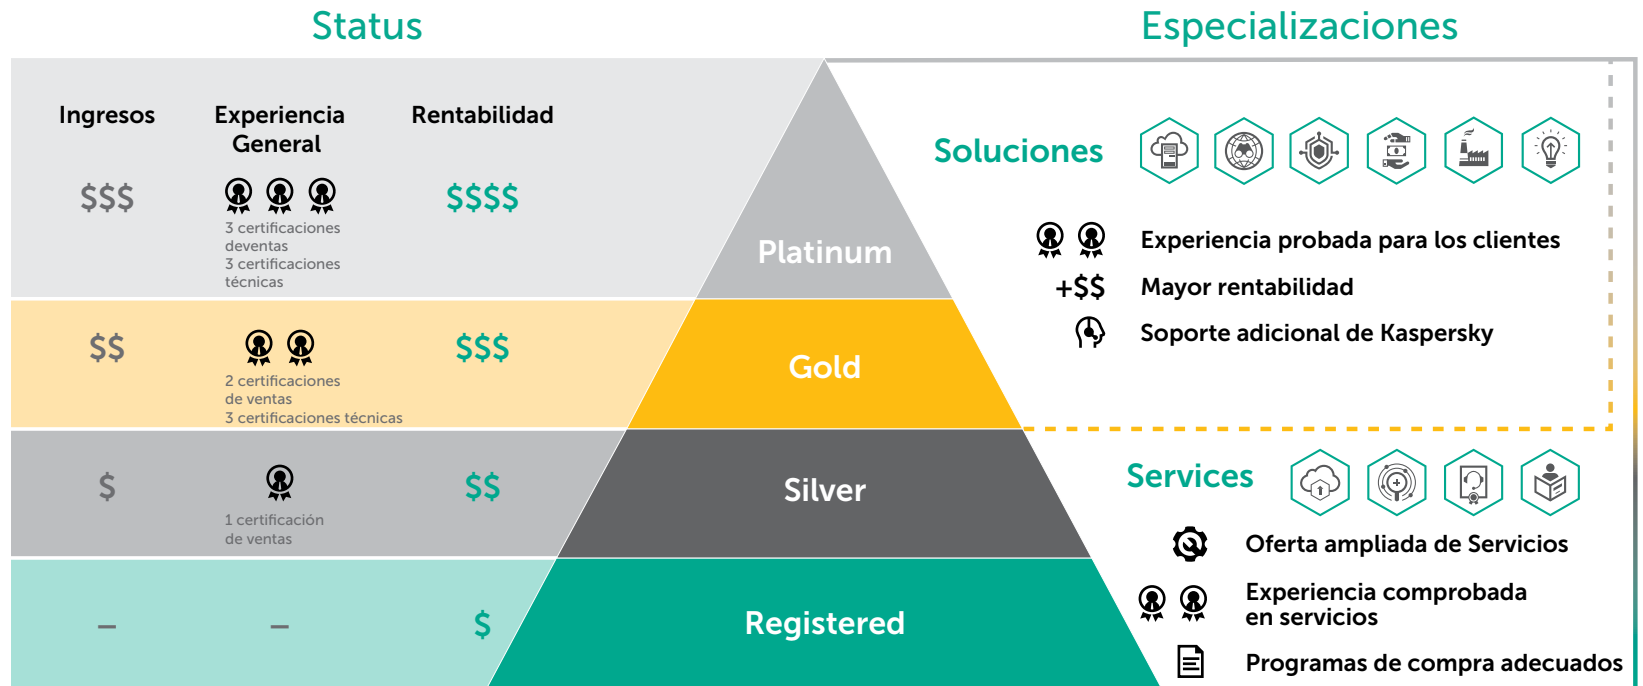 Status
Especializaciones
Ingresos
Experiencia
General
Rentabilidad
$$$
3 certificaciones
deventas
3 certificaciones
técnicas
$$$$
Platinum
$$
2 certificaciones
de ventas
3 certificaciones técnicas
$$$
Gold
$
1 certificación
de ventas
$$
Silver
–
–
$
Registered
Soluciones
Experiencia probada para los clientes
+$$
Mayor rentabilidad
Soporte adicional de Kaspersky
Services
Oferta ampliada de Servicios
Experiencia comprobada
en servicios
Programas de compra adecuados